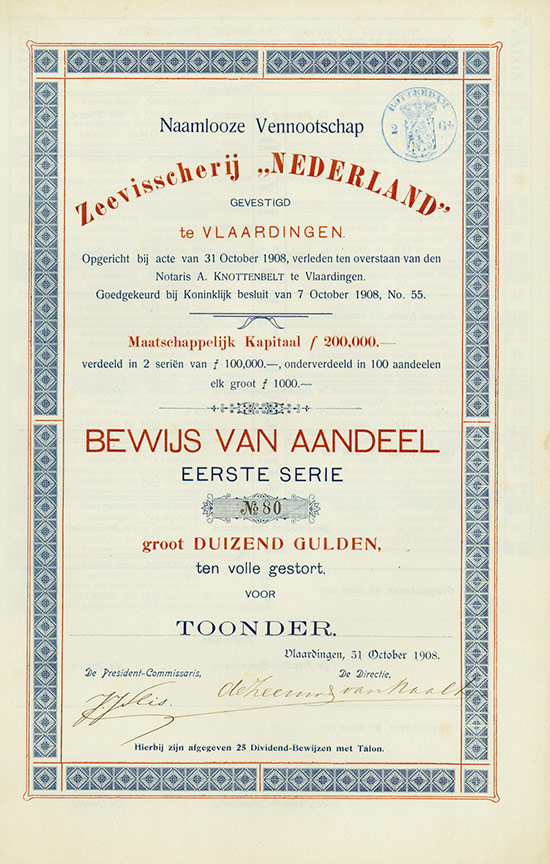 ROTTERDAM
2 Gb
Naamlooze Vennootschap
Zeevisscherij „NEDERLAND”
GEVESTIGD
te VLAARDINGEN.
Opgericht bij acte van 31 October 1908, verleden ten overstaan van den
Notaris A. KNOTTENBELT te Vlaardingen.
Goedgekeurd bij Koninklijk besluit van 7 October 1908, No. 55.
Maatschappelijk Kapitaal ƒ 200,000.—
verdeeld in 2 seriën van ƒ 100,000.—, onderverdeeld in 100 aandeelen
elk groot ƒ 1000.—
BEWIJS VAN AANDEEL
EERSTE SERIE
№ 80
groot DUIZEND GULDEN,
ten volle gestort,
VOOR
TOONDER.
Vlaardingen, 31 October 1908.
De President-Commissaris,
De Directie,
Hierbij zijn afgegeven 25 Dividend-Bewijzen met Talon.